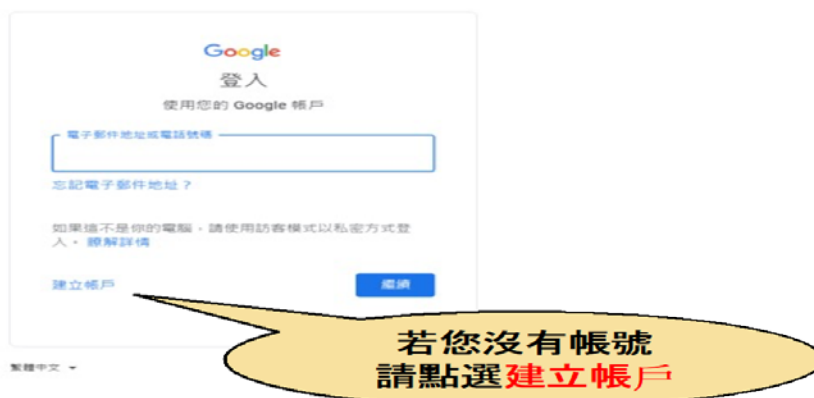 Google
登入
使用您的 Google 帳戶
電子郵件地址或電話號碼
忘記電子郵件地址？
如果這不是你的電腦，請使用訪客模式以私密方式登
入。瞭解詳情
建立帳戶
繼續
若您沒有帳號
請點選建立帳戶
繁體中文